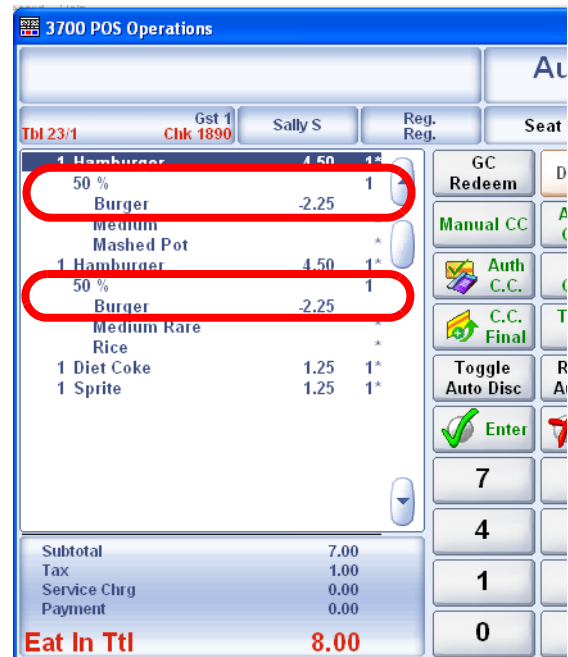 3700 POS Operations
Gst 1
Tbl 23/1 Chk 1890
Sally S
Reg.
Reg.
Seat
1 Hamburger 4.50 1*
50 % 1
Burger -2.25
Medium *
Mashed Pot *
1 Hamburger 4.50 1*
50 % 1
Burger -2.25
Medium Rare *
Rice *
1 Diet Coke 1.25 1*
1 Sprite 1.25 1*
Subtotal 7.00
Tax 1.00
Service Chrg 0.00
Payment 0.00
Eat In Ttl 8.00
GC
Redeem
Manual CC
Auth
C.C.
C.C.
Final
Toggle
Auto Disc
Enter
7
4
1
0